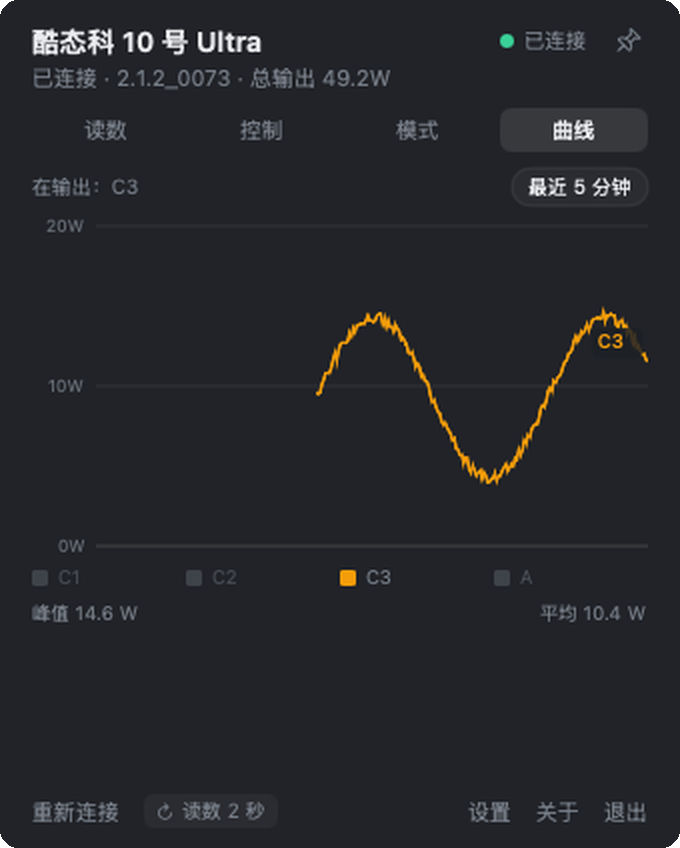 酷态科 10 号 Ultra
已连接
已连接 · 2.1.2_0073 · 总输出 49.2W
读数 控制 模式 曲线
在输出：C3
最近 5 分钟
20W
C3
10W
0W
C1 C2 C3 A
峰值 14.6 W
平均 10.4 W
重新连接 读数 2 秒 设置 关于 退出